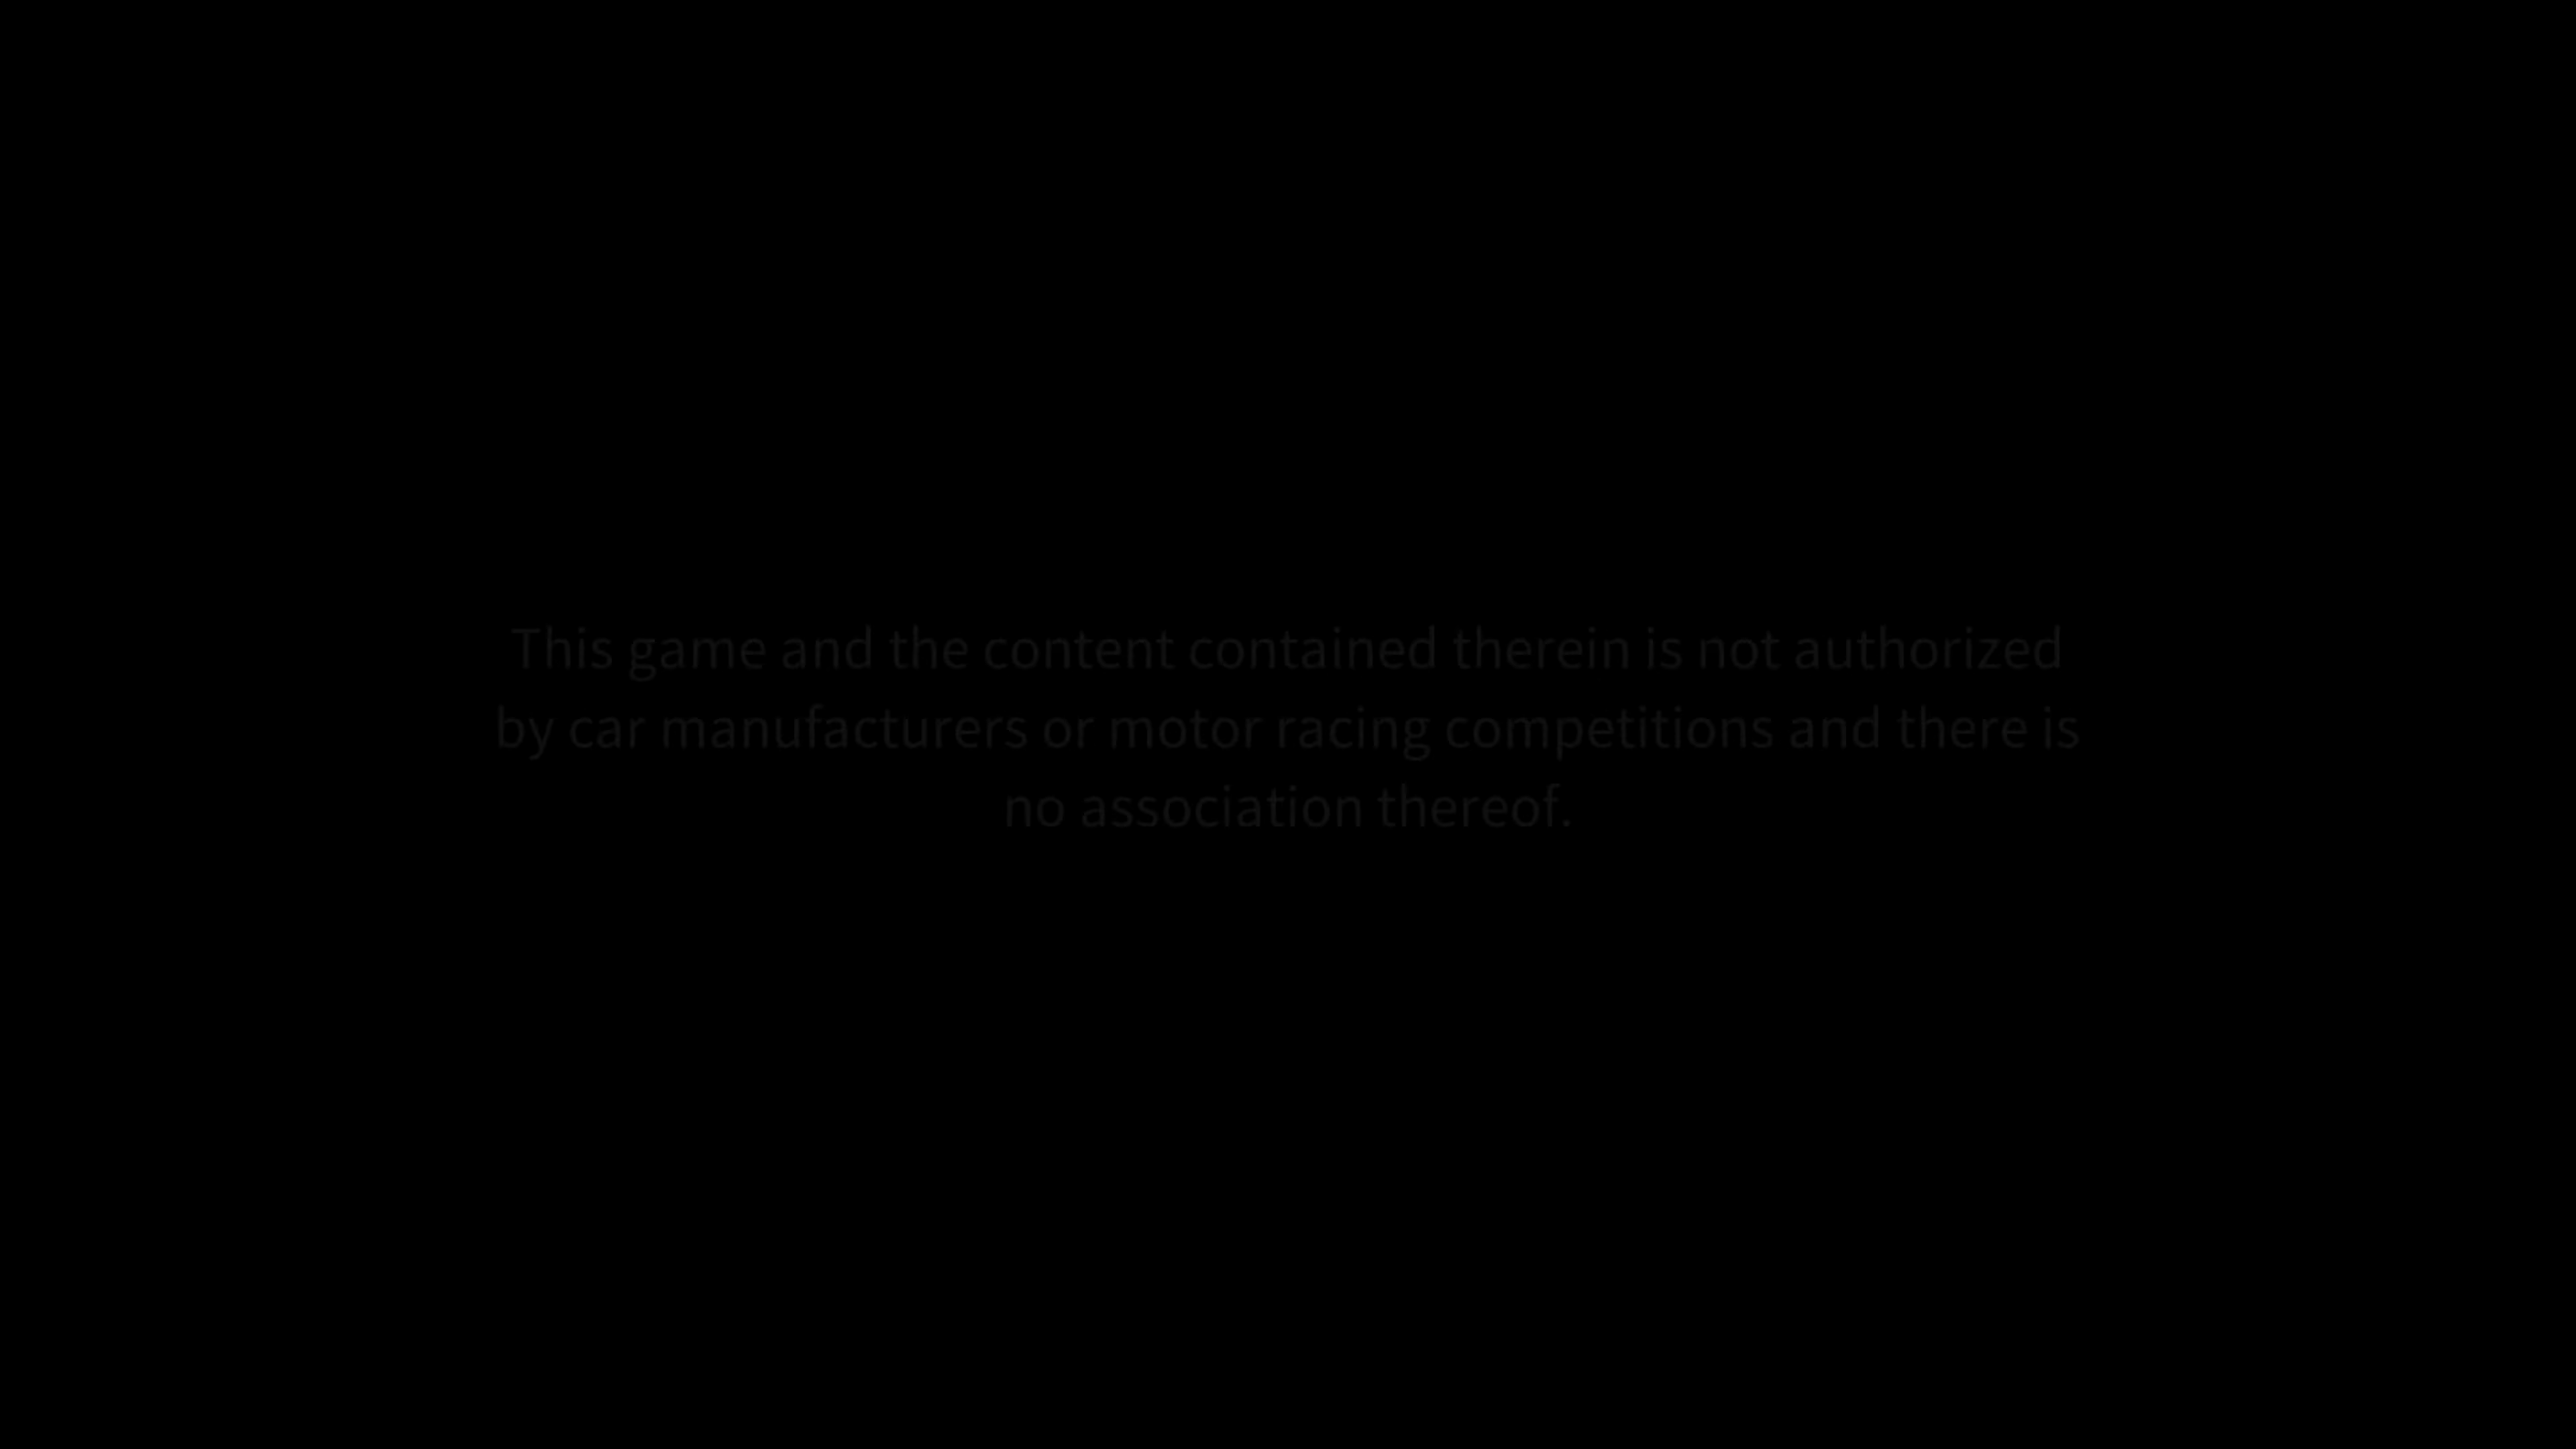 This game and the content contained therein is not authorized
by car manufacturers or motor racing competitions and there is
no association thereof.